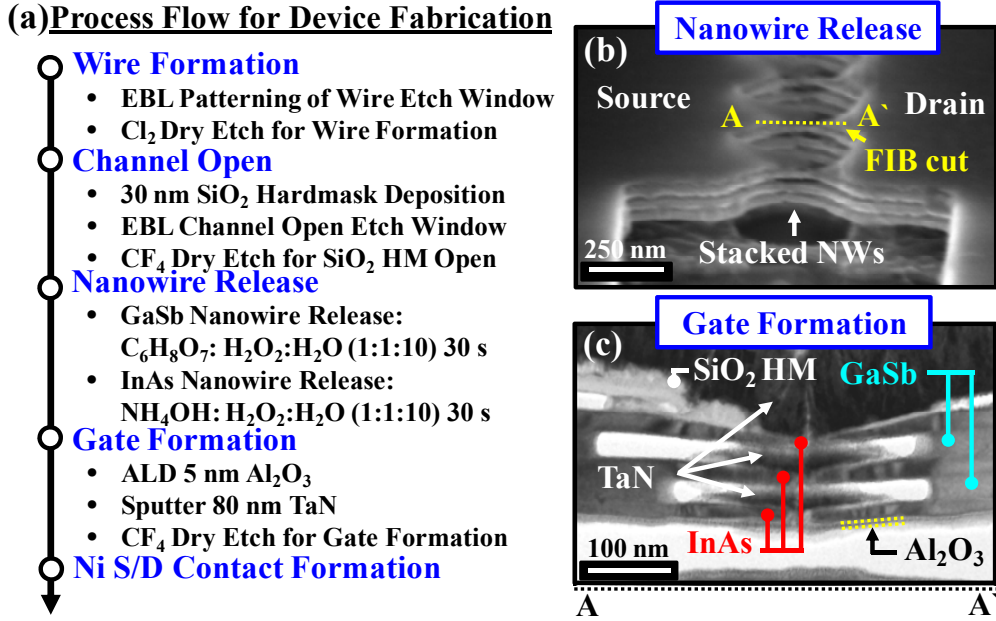 (a)Process Flow for Device Fabrication
Wire Formation
• EBL Patterning of Wire Etch Window
• Cl₂ Dry Etch for Wire Formation
Channel Open
• 30 nm SiO₂ Hardmask Deposition
• EBL Channel Open Etch Window
• CF₄ Dry Etch for SiO₂ HM Open
Nanowire Release
• GaSb Nanowire Release:
C₆H₈O₇: H₂O₂:H₂O (1:1:10) 30 s
• InAs Nanowire Release:
NH₄OH: H₂O₂:H₂O (1:1:10) 30 s
Gate Formation
• ALD 5 nm Al₂O₃
• Sputter 80 nm TaN
• CF₄ Dry Etch for Gate Formation
Ni S/D Contact Formation
Nanowire Release
(b)
Source
Drain
A
A`
FIB cut
Stacked NWs
250 nm
Gate Formation
(c)
SiO₂ HM
GaSb
TaN
InAs
Al₂O₃
100 nm
A
A`